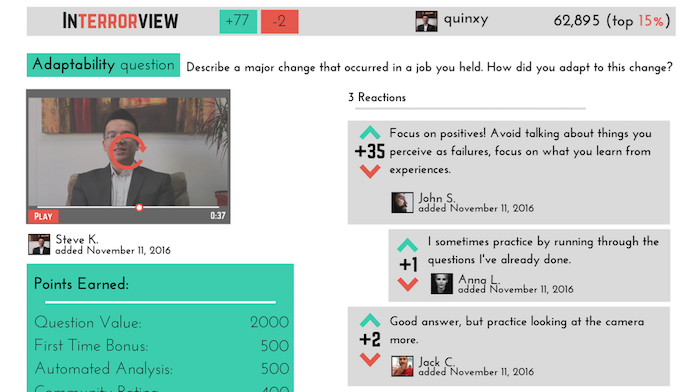 INTERRORVIEW +77 -2 quinxy 62,895 (top 15%)
Adaptability question Describe a major change that occurred in a job you held. How did you adapt to this change?
PLAY 0:37
Steve K.
added November 11, 2016
Points Earned:
Question Value: 2000
First Time Bonus: 500
Automated Analysis: 500
Community Rating 400
3 Reactions
+35
Focus on positives! Avoid talking about things you
perceive as failures, focus on what you learn from
experiences.
John S.
added November 11, 2016
+1
I sometimes practice by running through the
questions I've already done.
Anna L.
added November 11, 2016
+2
Good answer, but practice looking at the camera
more.
Jack C.
added November 11, 2016